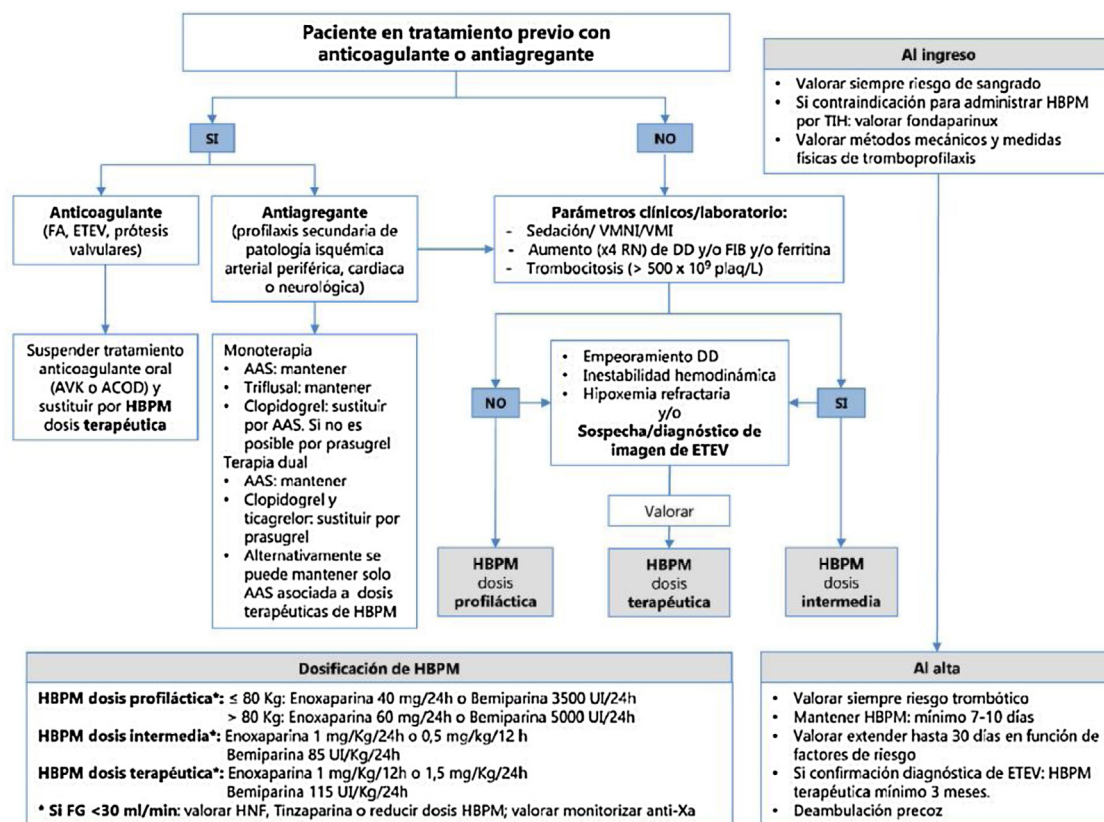 Paciente en tratamiento previo con
anticoagulante o antiagregante
SI
NO
Anticoagulante
(FA, ETEV, prótesis
valvulares)
Antiagregante
(profilaxis secundaria de
patología isquémica
arterial periférica, cardiaca
o neurológica)
Parámetros clínicos/laboratorio:
- Sedación/ VMNI/VMI
- Aumento (x4 RN) de DD y/o FIB y/o ferritina
- Trombocitosis (> 500 x 10⁹ plaq/L)
Suspender tratamiento
anticoagulante oral
(AVK o ACOD) y
sustituir por HBPM
dosis terapéutica
Monoterapia
• AAS: mantener
• Triflusal: mantener
• Clopidogrel: sustituir
por AAS. Si no es
posible por prasugrel
Terapia dual
• AAS: mantener
• Clopidogrel y
ticagrelor: sustituir por
prasugrel
• Alternativamente se
puede mantener solo
AAS asociada a dosis
terapéuticas de HBPM
NO
• Empeoramiento DD
• Inestabilidad hemodinámica
• Hipoxemia refractaria
y/o
Sospecha/diagnóstico de
imagen de ETEV
SI
Valorar
HBPM
dosis
profiláctica
HBPM
dosis
terapéutica
HBPM
dosis
intermedia
Al ingreso
• Valorar siempre riesgo de sangrado
• Si contraindicación para administrar HBPM
por TIH: valorar fondaparinux
• Valorar métodos mecánicos y medidas
físicas de tromboprofilaxis
Dosificación de HBPM
HBPM dosis profiláctica*: ≤ 80 Kg: Enoxaparina 40 mg/24h o Bemiparina 3500 UI/24h
> 80 Kg: Enoxaparina 60 mg/24h o Bemiparina 5000 UI/24h
HBPM dosis intermedia*: Enoxaparina 1 mg/Kg/24h o 0,5 mg/kg/12 h
Bemiparina 85 UI/Kg/24h
HBPM dosis terapéutica*: Enoxaparina 1 mg/Kg/12h o 1,5 mg/Kg/24h
Bemiparina 115 UI/Kg/24h
* Si FG <30 ml/min: valorar HNF, Tinzaparina o reducir dosis HBPM; valorar monitorizar anti-Xa
Al alta
• Valorar siempre riesgo trombótico
• Mantener HBPM: mínimo 7-10 días
• Valorar extender hasta 30 días en función de
factores de riesgo
• Si confirmación diagnóstica de ETEV: HBPM
terapéutica mínimo 3 meses.
• Deambulación precoz